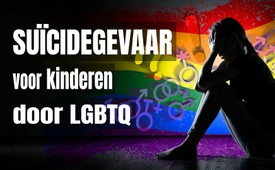 SUÏCIDEGEVAAR
voor kinderen
door LGBTQ